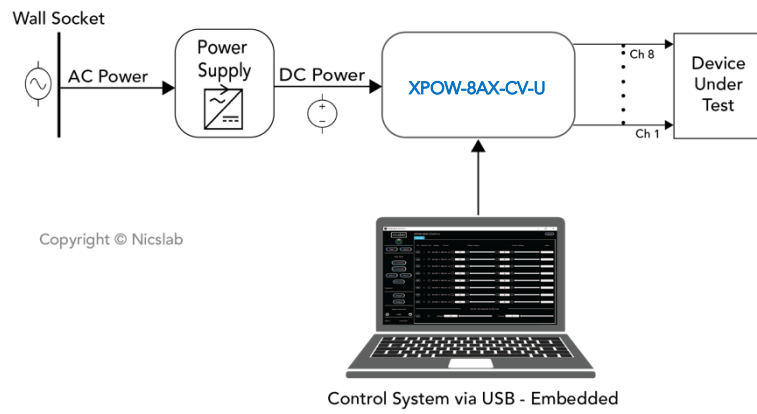 Wall Socket
AC Power
Power
Supply
DC Power
XPOW-8AX-CV-U
Ch 8
Ch 1
Device
Under
Test
Copyright © Nicslab
Control System via USB - Embedded